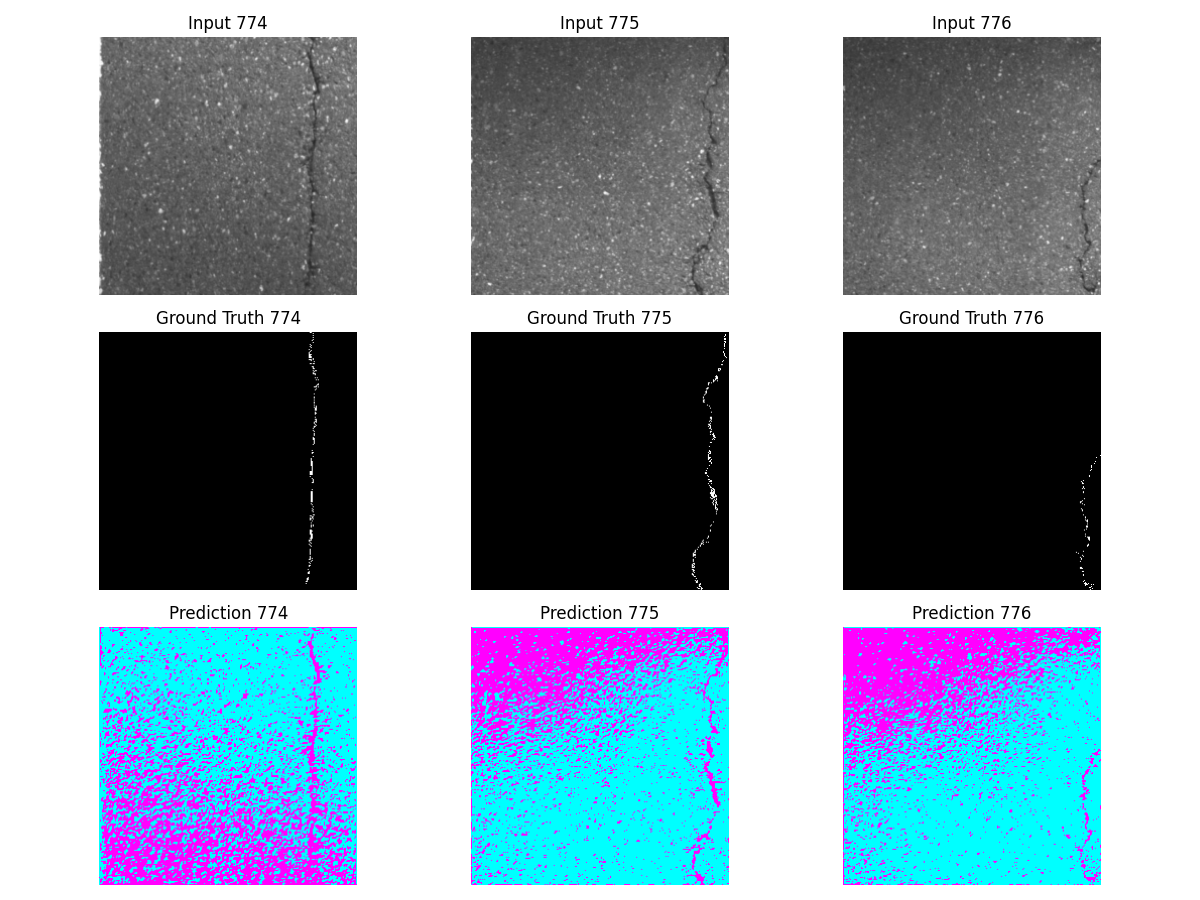 Input 774
Input 775
Input 776
Ground Truth 774
Ground Truth 775
Ground Truth 776
Prediction 774
Prediction 775
Prediction 776